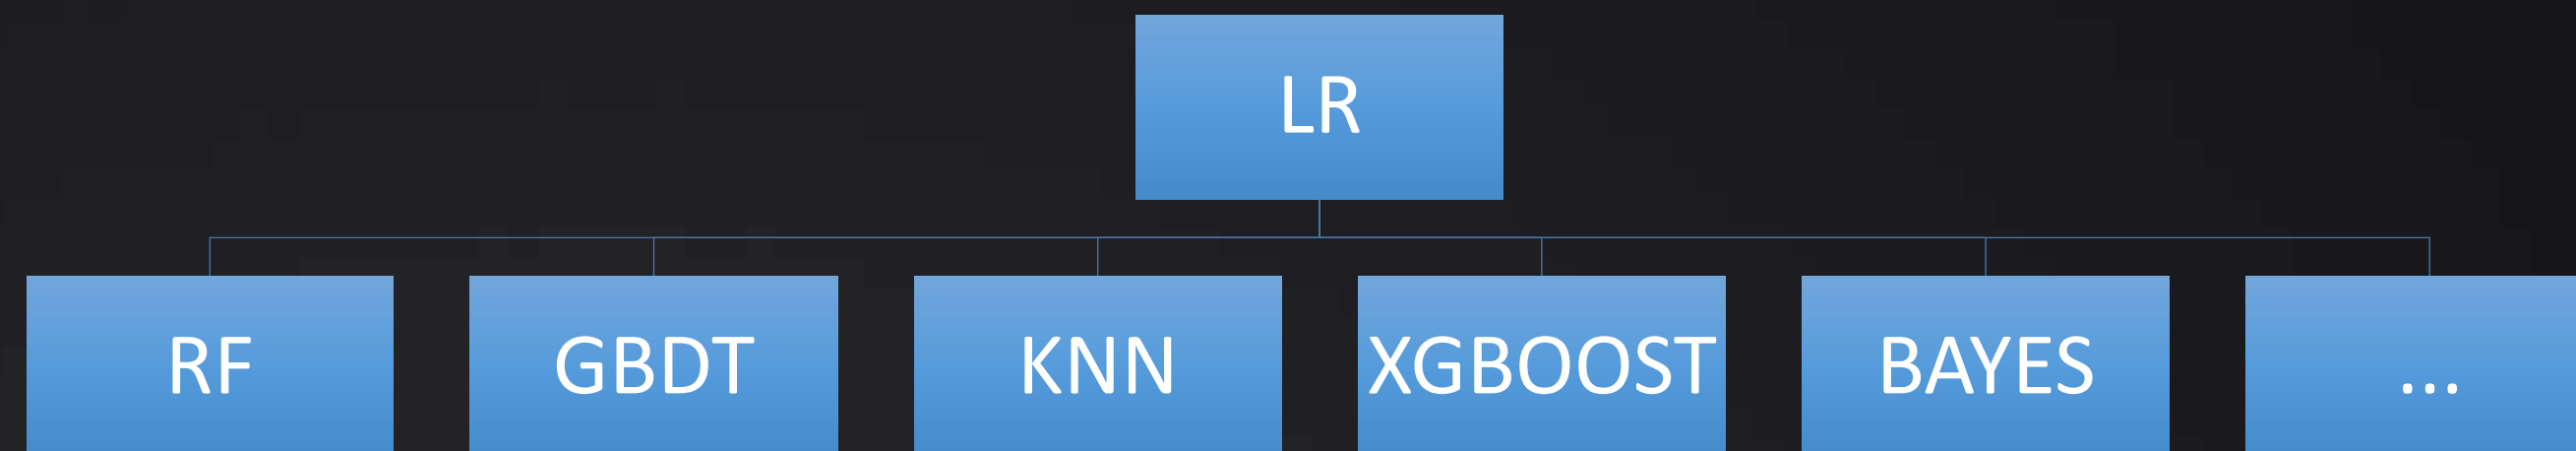 LR
RF
GBDT
KNN
XGBOOST
BAYES
...